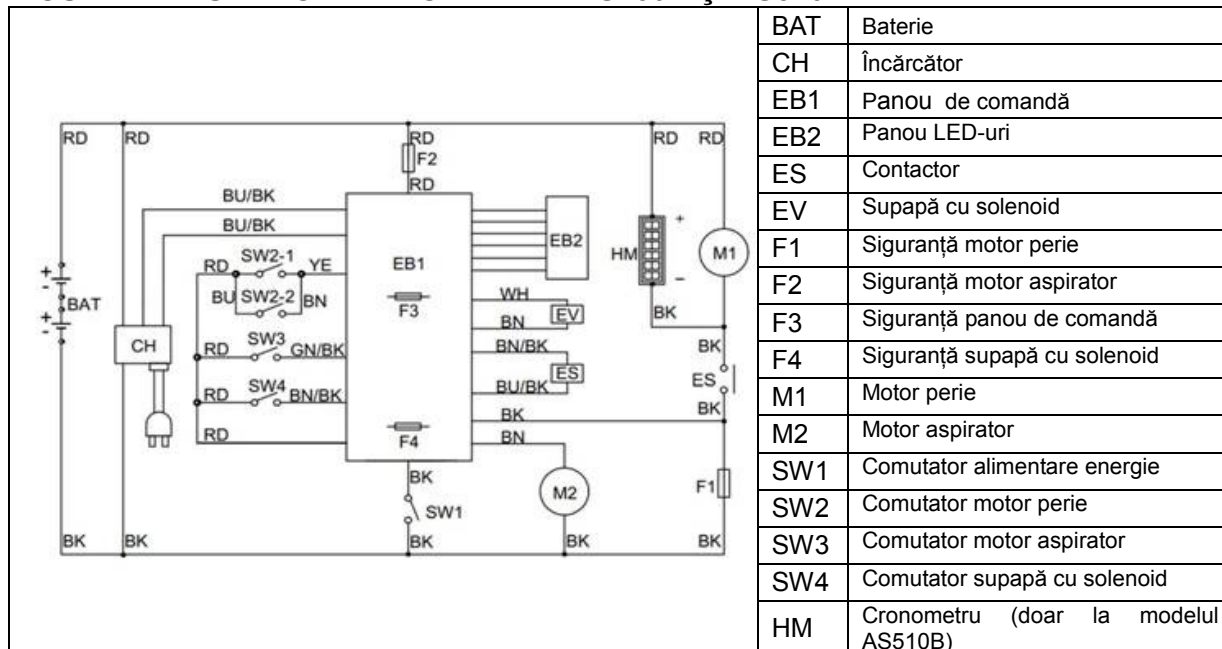 RD
RD
RD
F2
RD
RD
RD
BU/BK
BU/BK
SW2-1
RD
YE
EB1
EB2
HM
+
-
M1
BU
SW2-2
BN
F3
WH
EV
BN
BK
+
-
BAT
+
-
CH
RD
SW3
GN/BK
BN/BK
ES
BK
RD
SW4
BN/BK
BU/BK
ES
BK
BK
RD
F4
BN
BK
SW1
M2
F1
BK
BK
BK
BK
BK
BAT Baterie
CH Încărcător
EB1 Panou de comandă
EB2 Panou LED-uri
ES Contactor
EV Supapă cu solenoid
F1 Siguranță motor perie
F2 Siguranță motor aspirator
F3 Siguranță panou de comandă
F4 Siguranță supapă cu solenoid
M1 Motor perie
M2 Motor aspirator
SW1 Comutator alimentare energie
SW2 Comutator motor perie
SW3 Comutator motor aspirator
SW4 Comutator supapă cu solenoid
HM Cronometru (doar la modelul
AS510B)